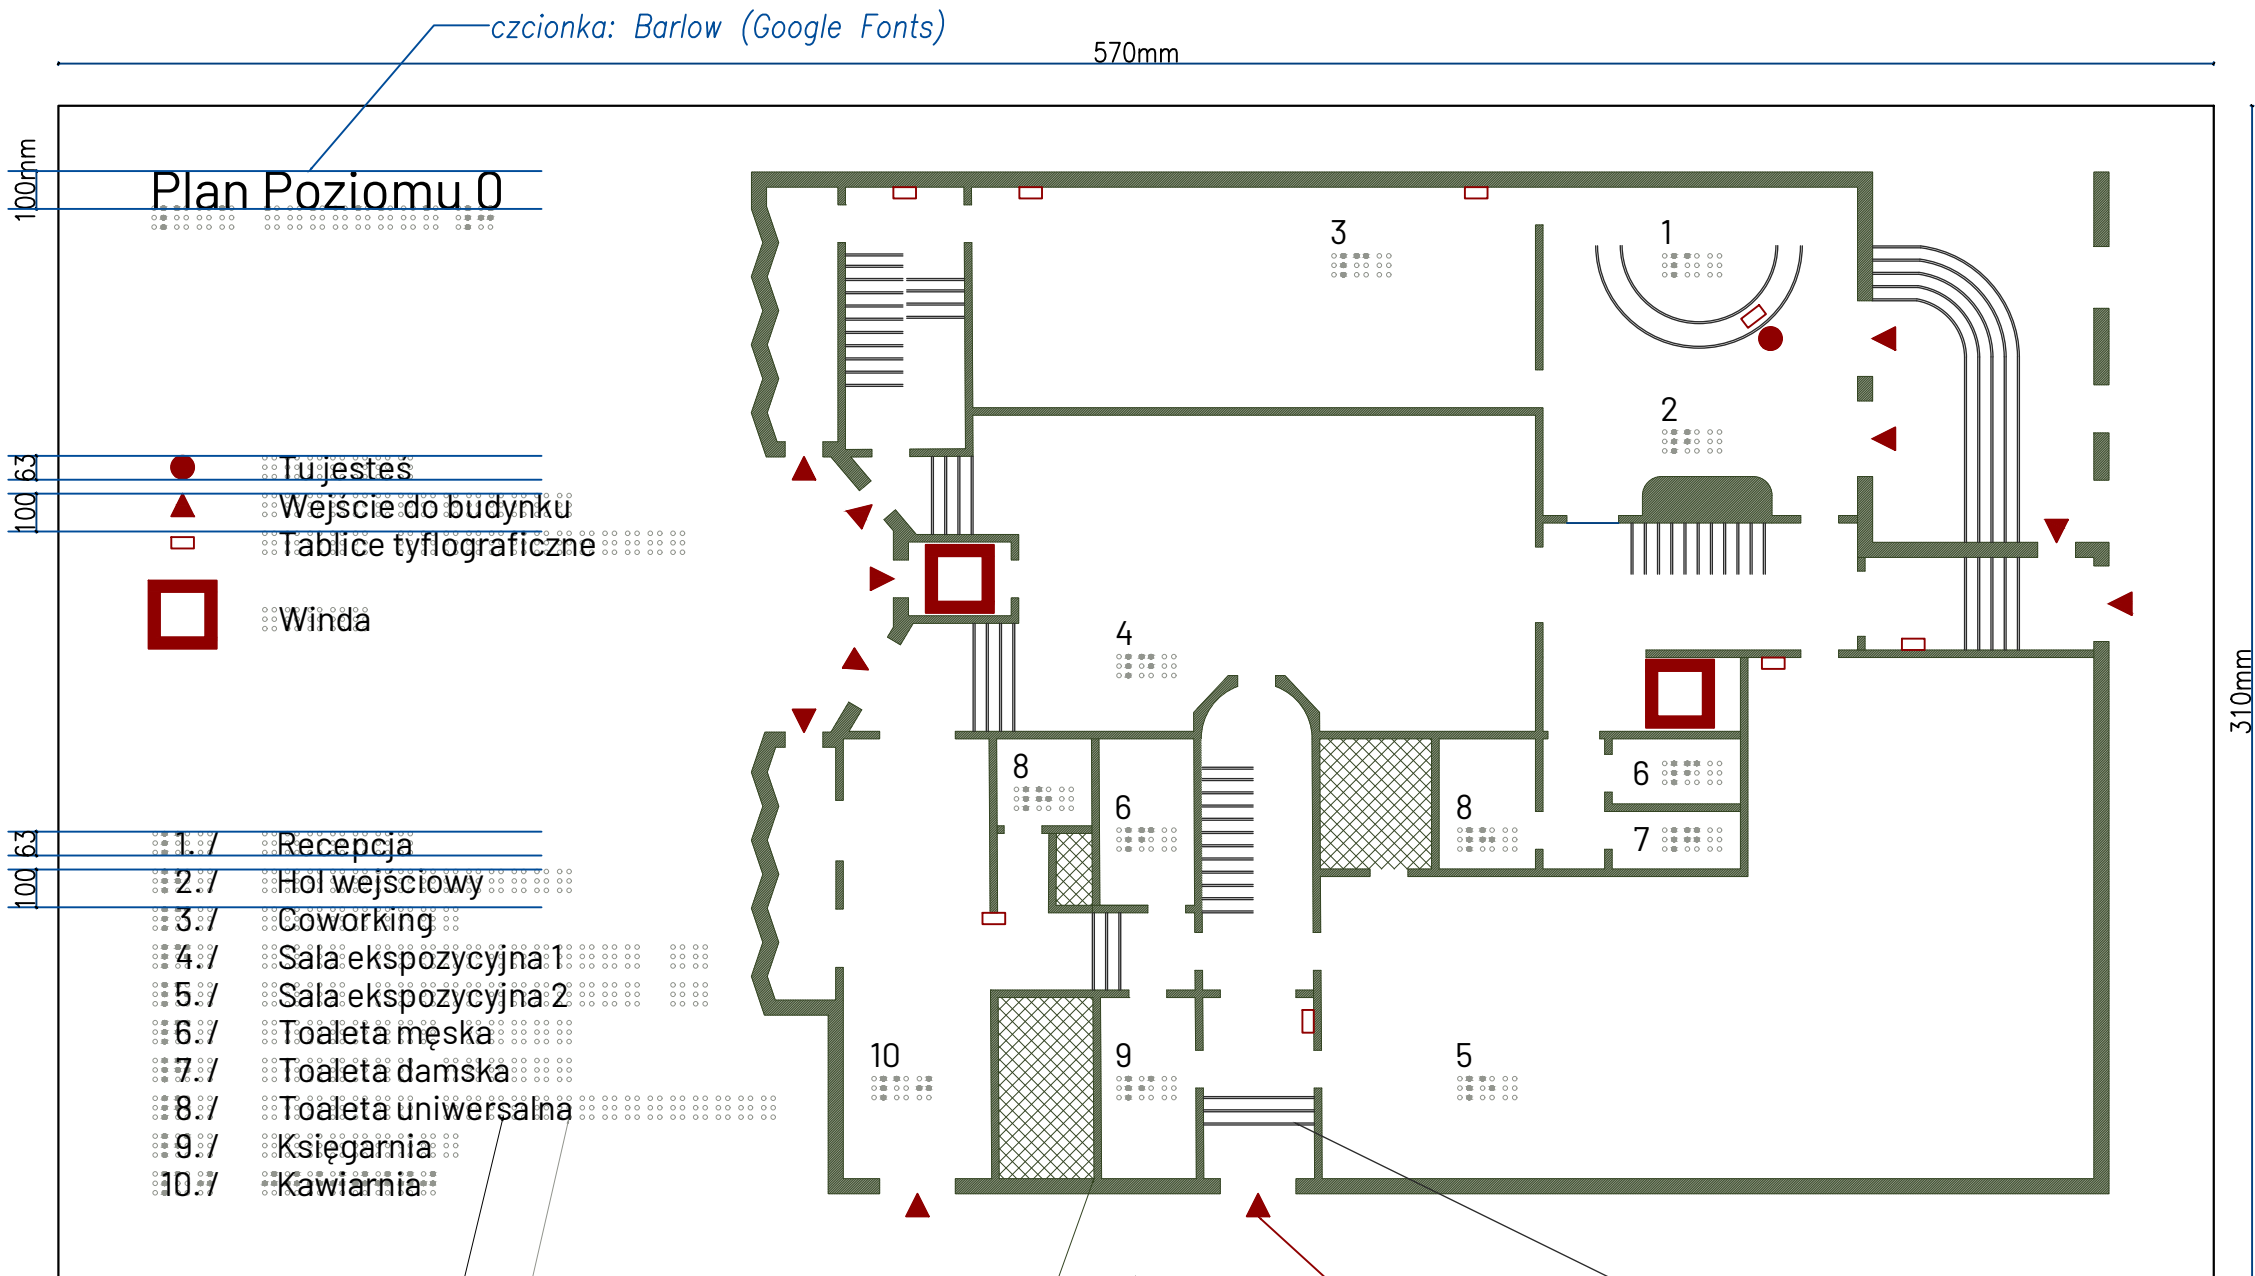 czcionka: Barlow (Google Fonts)
570mm
100mm
Plan Poziomu 0
3
1
2
63
Tu jesteś
100
Wejście do budynku
Tablice tyflograficzne
Winda
4
310mm
8
6
8
6
7
63
1. / Recepcja
100
2. / Hol wejściowy
3. / Coworking
4. / Sala ekspozycyjna 1
5. / Sala ekspozycyjna 2
6. / Toaleta męska
7. / Toaleta damska
8. / Toaleta uniwersalna
9. / Księgarnia
10. / Kawiarnia
10
9
5